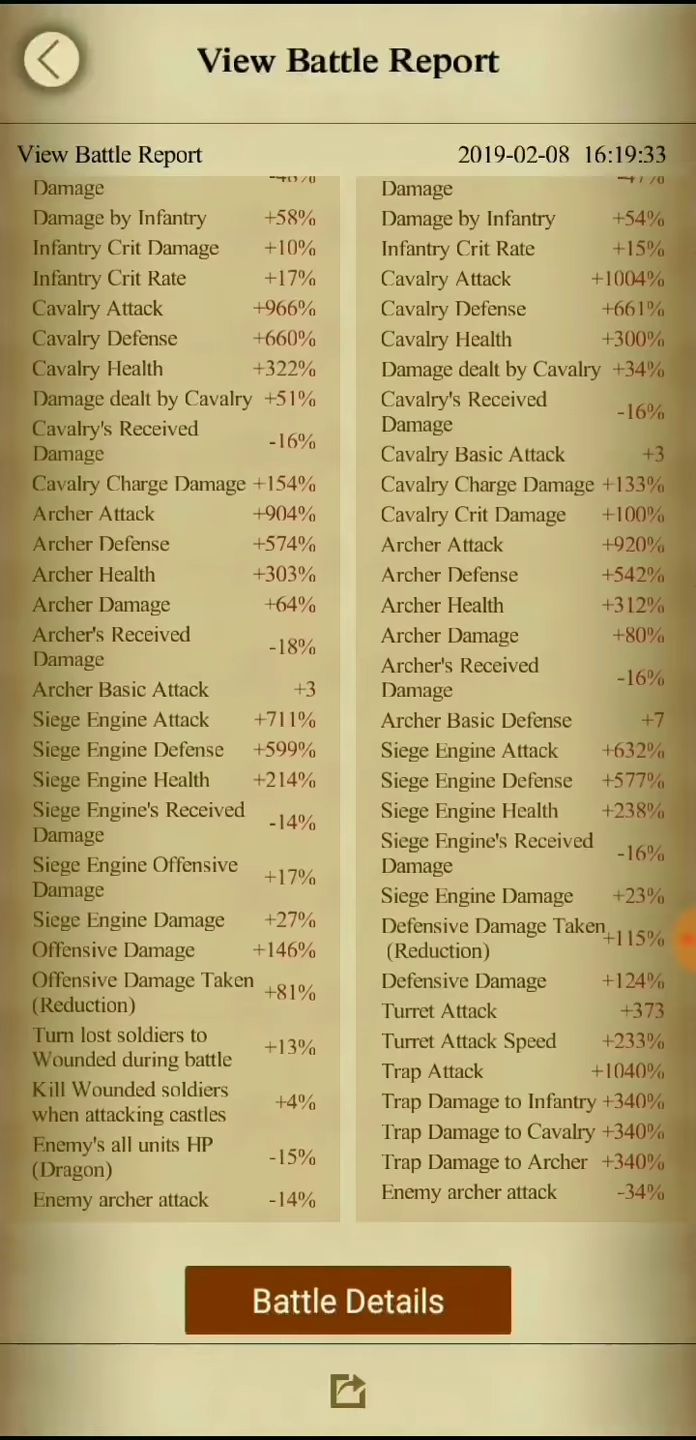 View Battle Report
View Battle Report 2019-02-08 16:19:33
Damage
Damage by Infantry +58%
Infantry Crit Damage +10%
Infantry Crit Rate +17%
Cavalry Attack +966%
Cavalry Defense +660%
Cavalry Health +322%
Damage dealt by Cavalry +51%
Cavalry's Received
Damage -16%
Cavalry Charge Damage +154%
Archer Attack +904%
Archer Defense +574%
Archer Health +303%
Archer Damage +64%
Archer's Received
Damage -18%
Archer Basic Attack +3
Siege Engine Attack +711%
Siege Engine Defense +599%
Siege Engine Health +214%
Siege Engine's Received
Damage -14%
Siege Engine Offensive
Damage +17%
Siege Engine Damage +27%
Offensive Damage +146%
Offensive Damage Taken
(Reduction) +81%
Turn lost soldiers to
Wounded during battle +13%
Kill Wounded soldiers
when attacking castles +4%
Enemy's all units HP
(Dragon) -15%
Enemy archer attack -14%
Damage
Damage by Infantry +54%
Infantry Crit Rate +15%
Cavalry Attack +1004%
Cavalry Defense +661%
Cavalry Health +300%
Damage dealt by Cavalry +34%
Cavalry's Received
Damage -16%
Cavalry Basic Attack +3
Cavalry Charge Damage +133%
Cavalry Crit Damage +100%
Archer Attack +920%
Archer Defense +542%
Archer Health +312%
Archer Damage +80%
Archer's Received
Damage -16%
Archer Basic Defense +7
Siege Engine Attack +632%
Siege Engine Defense +577%
Siege Engine Health +238%
Siege Engine's Received
Damage -16%
Siege Engine Damage +23%
Defensive Damage Taken
(Reduction) +115%
Defensive Damage +124%
Turret Attack +373
Turret Attack Speed +233%
Trap Attack +1040%
Trap Damage to Infantry +340%
Trap Damage to Cavalry +340%
Trap Damage to Archer +340%
Enemy archer attack -34%
Battle Details